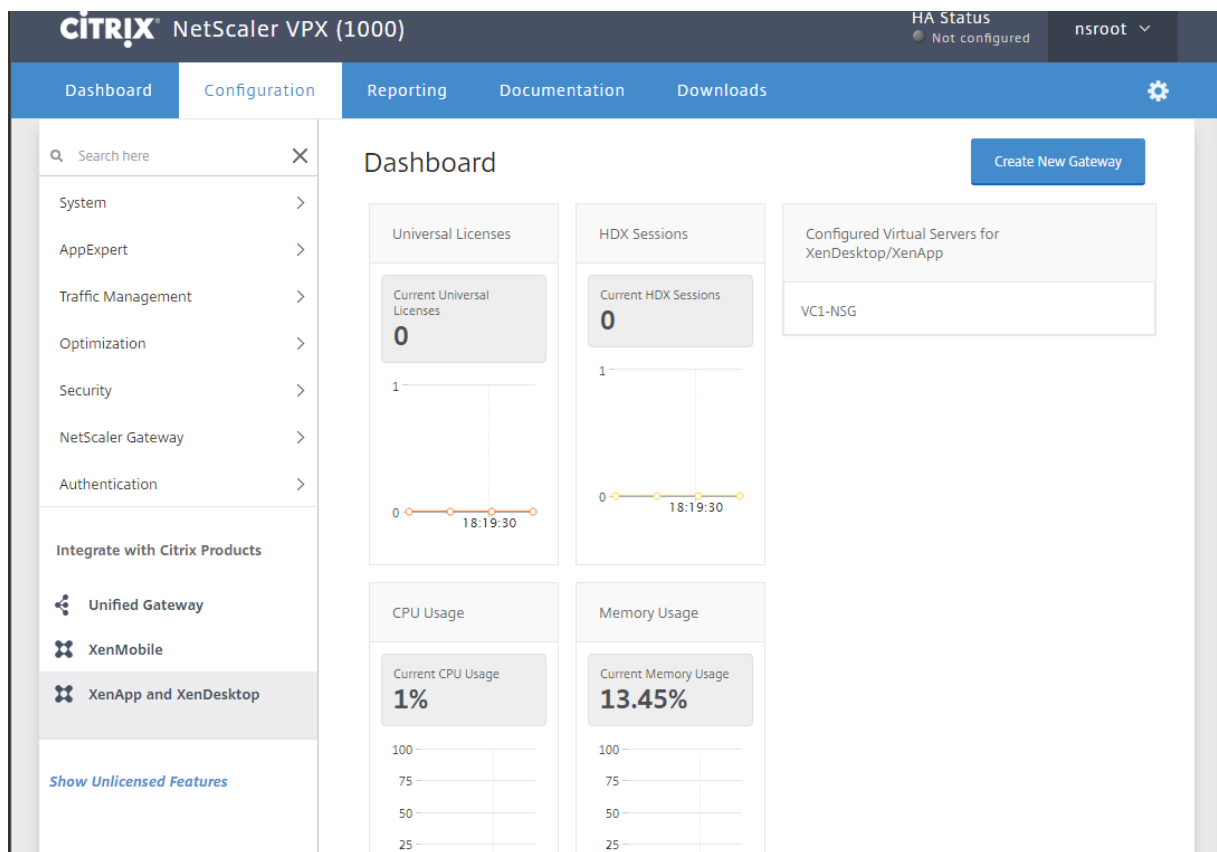 CİTRIX® NetScaler VPX (1000)
HA Status
Not configured
nsroot
Dashboard Configuration Reporting Documentation Downloads
Search here
System
AppExpert
Traffic Management
Optimization
Security
NetScaler Gateway
Authentication
Integrate with Citrix Products
Unified Gateway
XenMobile
XenApp and XenDesktop
Show Unlicensed Features
Dashboard
Create New Gateway
Universal Licenses
Current Universal
Licenses
0
1
0
18:19:30
HDX Sessions
Current HDX Sessions
0
1
0
18:19:30
Configured Virtual Servers for
XenDesktop/XenApp
VC1-NSG
CPU Usage
Current CPU Usage
1%
100
75
50
25
Memory Usage
Current Memory Usage
13.45%
100
75
50
25